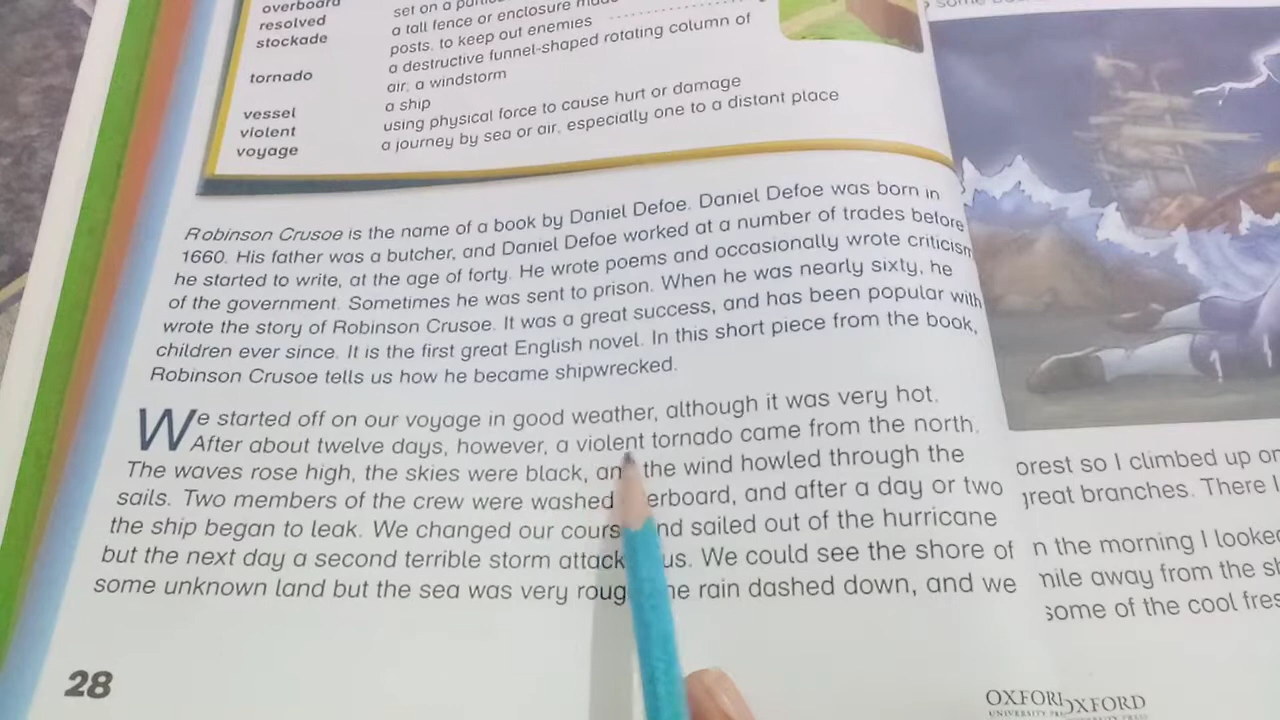 overboard
resolved
set on a
stockade
a tall fence or enclosure made
posts, to keep out enemies
tornado
a destructive funnel-shaped rotating column of
air; a windstorm
vessel
a ship
violent
using physical force to cause hurt or damage
voyage
a journey by sea or air, especially one to a distant place
Robinson Crusoe is the name of a book by Daniel Defoe. Daniel Defoe was born in
1660. His father was a butcher, and Daniel Defoe worked at a number of trades before
he started to write, at the age of forty. He wrote poems and occasionally wrote criticism
of the government. Sometimes he was sent to prison. When he was nearly sixty, he
wrote the story of Robinson Crusoe. It was a great success, and has been popular with
children ever since. It is the first great English novel. In this short piece from the book,
Robinson Crusoe tells us how he became shipwrecked.
We started off on our voyage in good weather, although it was very hot.
After about twelve days, however, a violent tornado came from the north.
The waves rose high, the skies were black, and the wind howled through the
sails. Two members of the crew were washed erboard, and after a day or two
the ship began to leak. We changed our cours nd sailed out of the hurricane
but the next day a second terrible storm attack us. We could see the shore of
some unknown land but the sea was very roug he rain dashed down, and we
28
orest so I climbed up on
great branches. There I
n the morning I looked
mile away from the sh
some of the cool fres
OXFORD OXFORD
UNIVERSITY